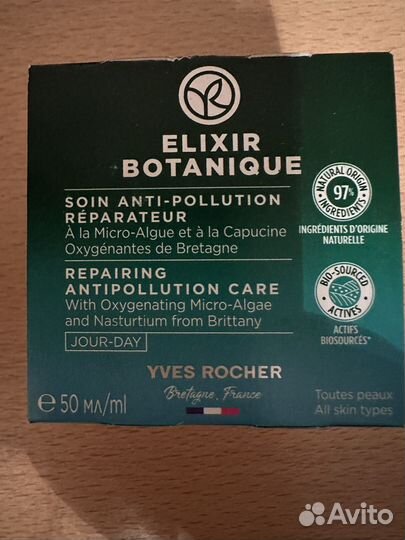 ELIXIR
BOTANIQUE
SOIN ANTI-POLLUTION
RÉPARATEUR
À la Micro-Algue et à la Capucine
Oxygénantes de Bretagne
REPAIRING
ANTIPOLLUTION CARE
With Oxygenating Micro-Algae
and Nasturtium from Brittany
JOUR-DAY
NATURAL ORIGIN
97%
INGREDIENTS
INGRÉDIENTS D'ORIGINE
NATURELLE
BIO-SOURCED
ACTIVES
ACTIFS
BIOSOURCÉS*
YVES ROCHER
Bretagne, France
℮ 50 мл/ml
Toutes peaux
All skin types
Avito